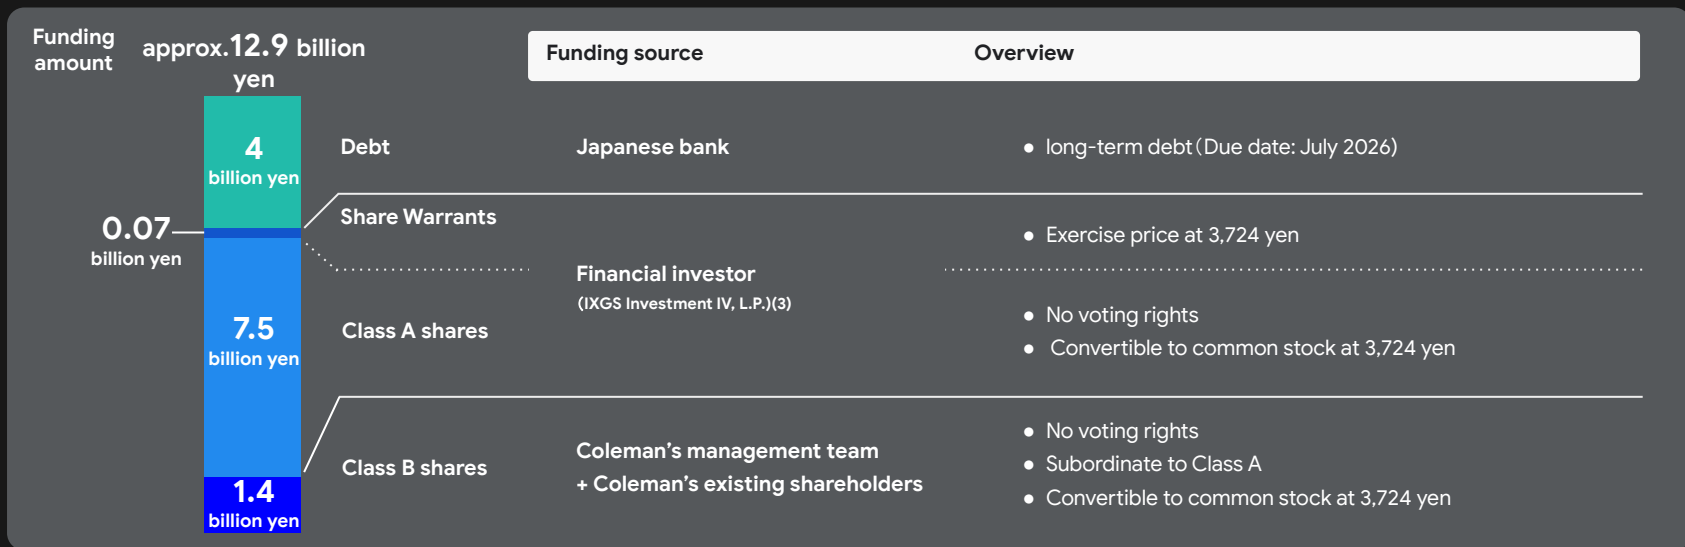 Funding
amount
approx.12.9 billion
yen
Funding source
Overview
4
billion yen
Debt
Japanese bank
● long-term debt(Due date: July 2026)
0.07
billion yen
Share Warrants
● Exercise price at 3,724 yen
Financial investor
(IXGS Investment IV, L.P.)(3)
7.5
billion yen
Class A shares
● No voting rights
● Convertible to common stock at 3,724 yen
1.4
billion yen
Class B shares
Coleman’s management team
+ Coleman’s existing shareholders
● No voting rights
● Subordinate to Class A
● Convertible to common stock at 3,724 yen